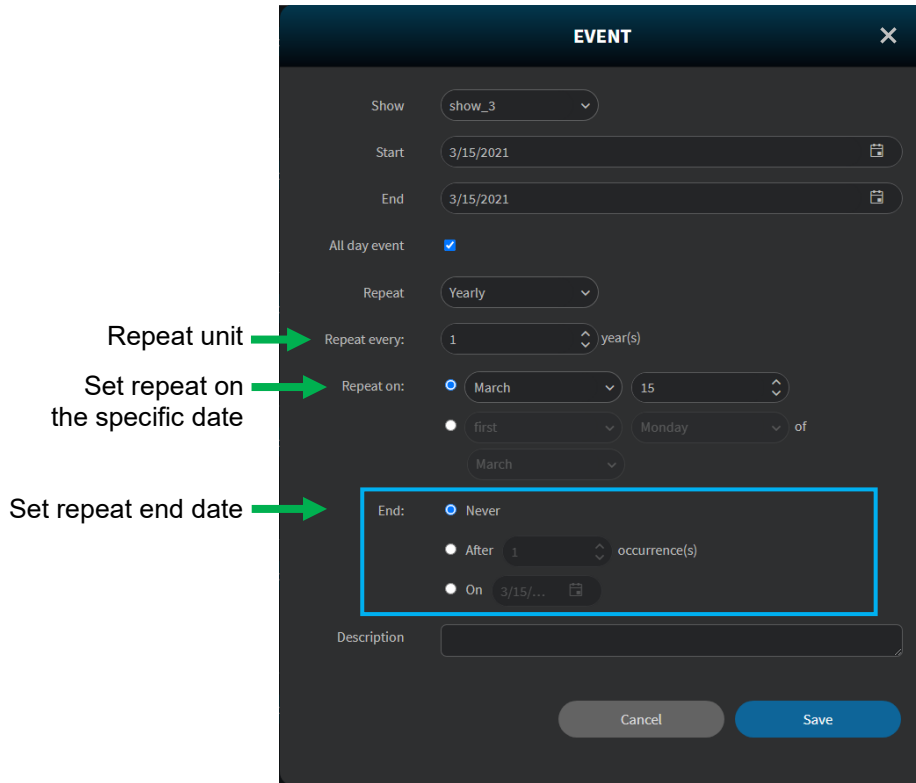 EVENT
Show show_3
Start 3/15/2021
End 3/15/2021
All day event
Repeat Yearly
Repeat unit Repeat every: 1 year(s)
Set repeat on
the specific date Repeat on: March 15
first Monday of
March
Set repeat end date End: Never
After 1 occurrence(s)
On 3/15/...
Description
Cancel Save